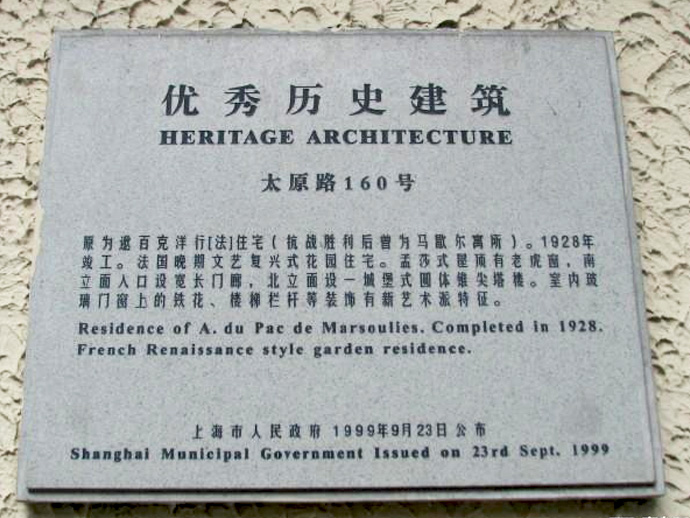 优秀历史建筑
HERITAGE ARCHITECTURE
太原路160号
原为逖百克洋行[法]住宅(抗战胜利后曾为马歇尔寓所)。1928年
竣工。法国晚期文艺复兴式花园住宅。孟莎式屋顶有老虎窗,南
立面入口设宽长门廊,北立面设一城堡式圆体锥尖塔楼。室内玻
璃门窗上的铁花、楼梯栏杆等装饰有新艺术派特征。
Residence of A. du Pac de Marsoulies. Completed in 1928.
French Renaissance style garden residence.
上海市人民政府 1999年9月23日公布
Shanghai Municipal Government Issued on 23rd Sept. 1999